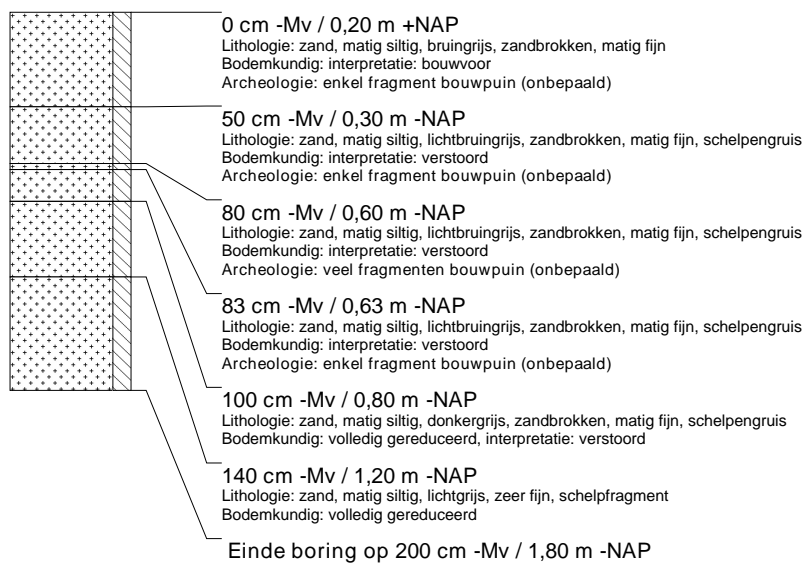 0 cm -Mv / 0,20 m +NAP
Lithologie: zand, matig siltig, bruingrijs, zandbrokken, matig fijn
Bodemkundig: interpretatie: bouwvoor
Archeologie: enkel fragment bouwpuin (onbepaald)
50 cm -Mv / 0,30 m -NAP
Lithologie: zand, matig siltig, lichtbruingrijs, zandbrokken, matig fijn, schelpengruis
Bodemkundig: interpretatie: verstoord
Archeologie: enkel fragment bouwpuin (onbepaald)
80 cm -Mv / 0,60 m -NAP
Lithologie: zand, matig siltig, lichtbruingrijs, zandbrokken, matig fijn, schelpengruis
Bodemkundig: interpretatie: verstoord
Archeologie: veel fragmenten bouwpuin (onbepaald)
83 cm -Mv / 0,63 m -NAP
Lithologie: zand, matig siltig, lichtbruingrijs, zandbrokken, matig fijn, schelpengruis
Bodemkundig: interpretatie: verstoord
Archeologie: enkel fragment bouwpuin (onbepaald)
100 cm -Mv / 0,80 m -NAP
Lithologie: zand, matig siltig, donkergrijs, zandbrokken, matig fijn, schelpengruis
Bodemkundig: volledig gereduceerd, interpretatie: verstoord
140 cm -Mv / 1,20 m -NAP
Lithologie: zand, matig siltig, lichtgrijs, zeer fijn, schelpfragment
Bodemkundig: volledig gereduceerd
Einde boring op 200 cm -Mv / 1,80 m -NAP